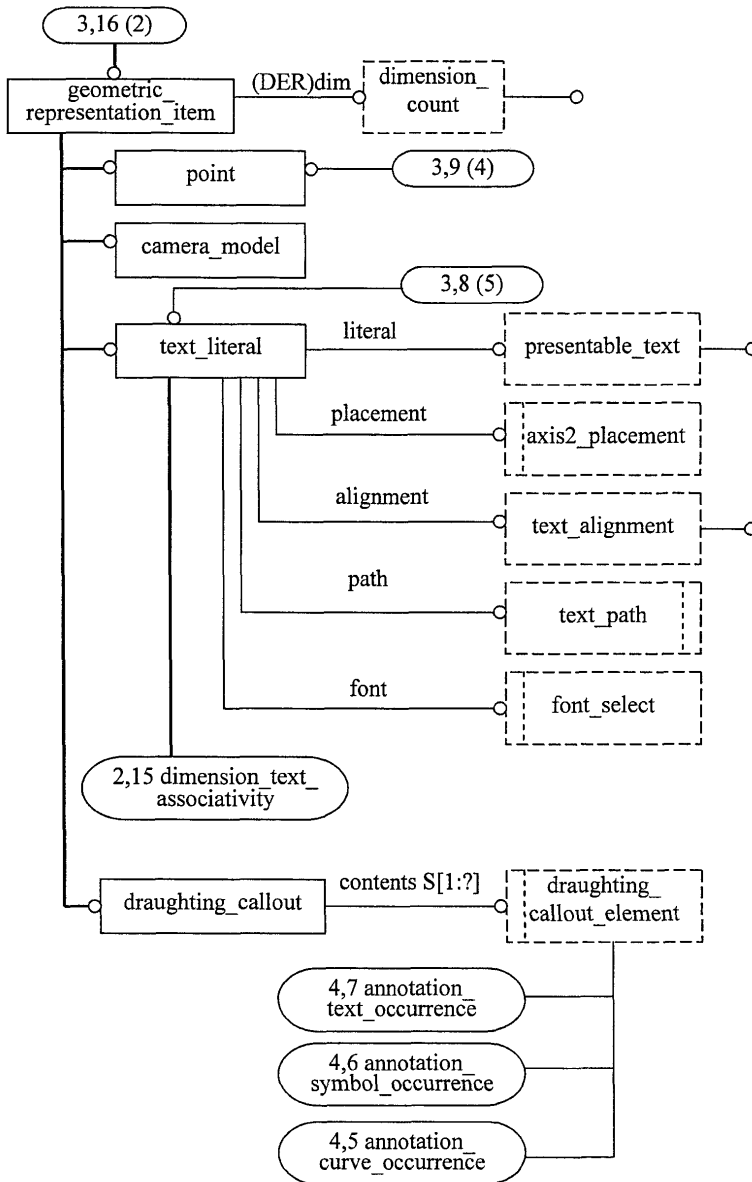 3,16 (2)
geometric_
representation_item
(DER)dim
dimension_
count
point
3,9 (4)
camera_model
3,8 (5)
text_literal
literal
presentable_text
placement
axis2_placement
alignment
text_alignment
path
text_path
font
font_select
2,15 dimension_text_
associativity
draughting_callout
contents S[1:?]
draughting_
callout_element
4,7 annotation_
text_occurrence
4,6 annotation_
symbol_occurrence
4,5 annotation_
curve_occurrence